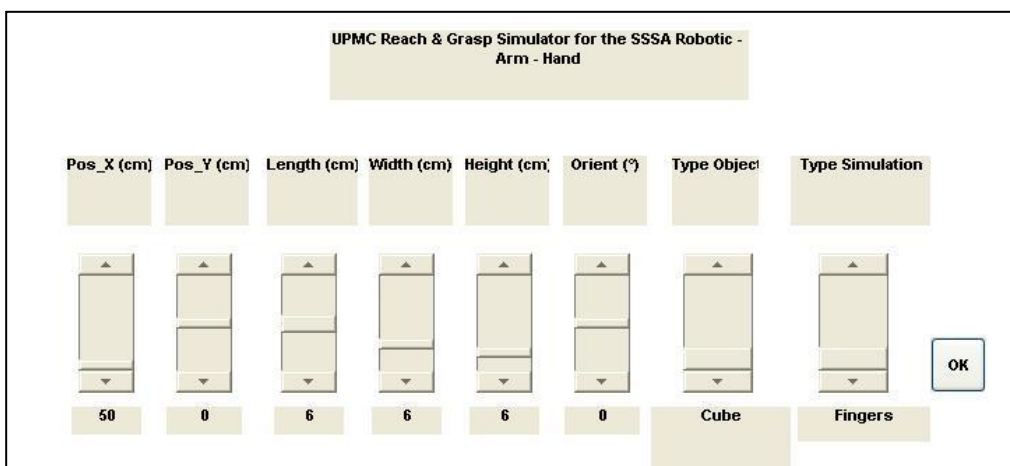 UPMC Reach & Grasp Simulator for the SSSA Robotic -
Arm - Hand
Pos_X (cm) Pos_Y (cm) Length (cm) Width (cm) Height (cm) Orient (°) Type Object Type Simulation
OK
50 0 6 6 6 0 Cube Fingers